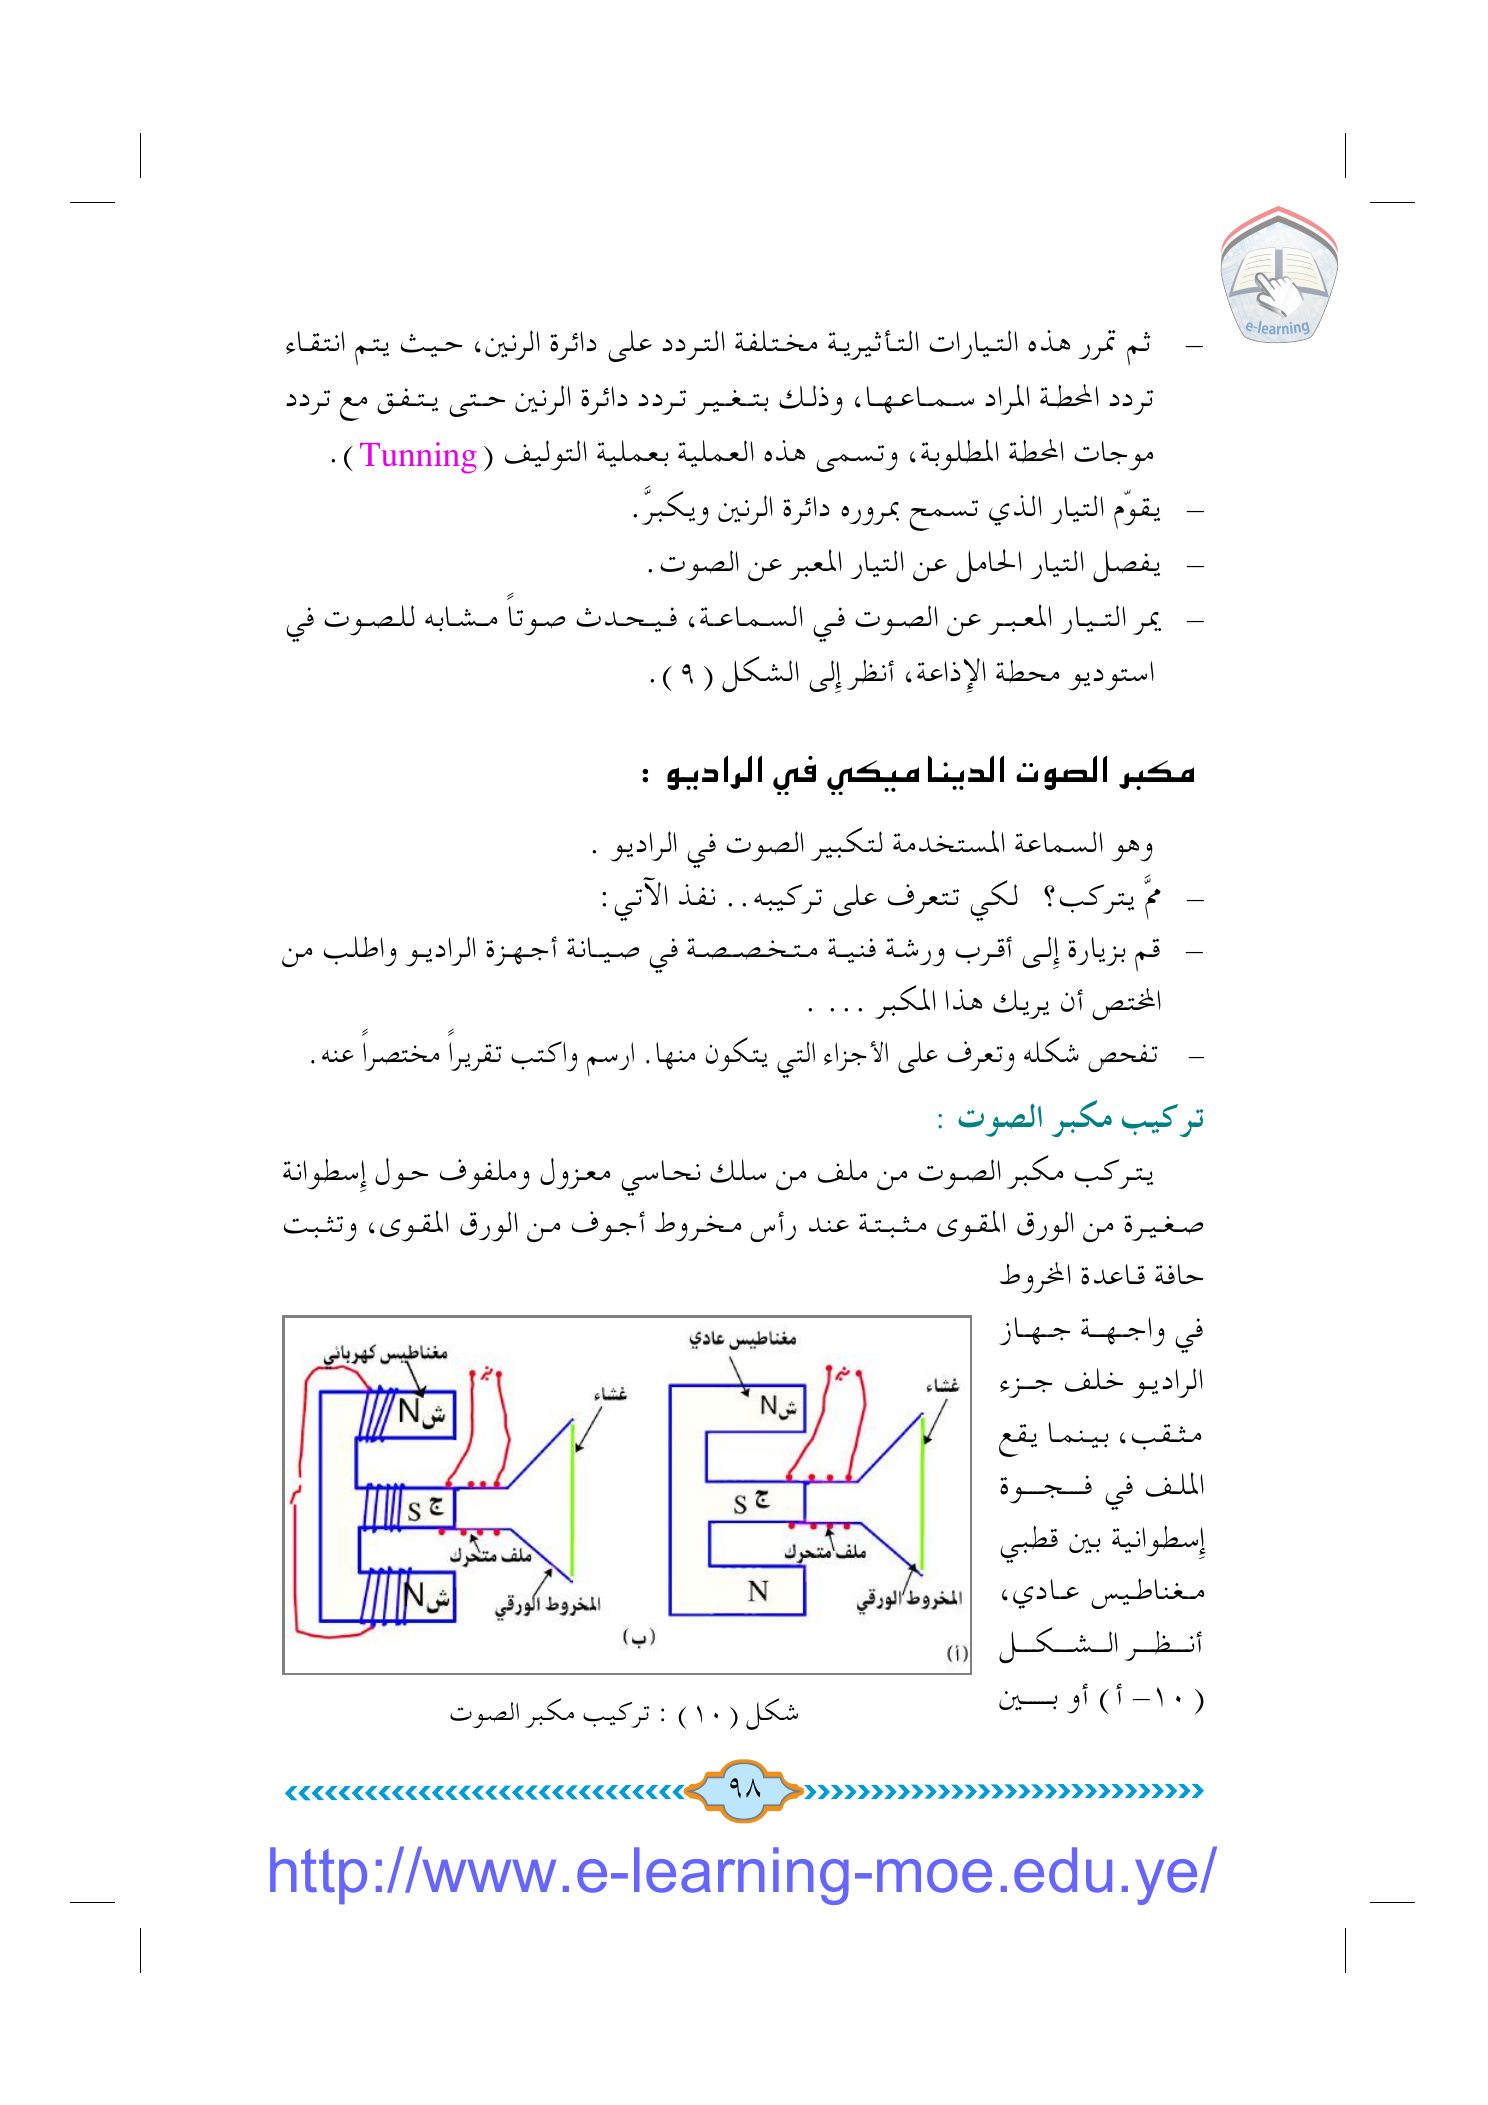 e-learning
– ثم تمرر هذه التيارات التأثيرية مختلفة التردد على دائرة الرنين، حيث يتم انتقاء
تردد المحطة المراد سماعها، وذلك بتغير تردد دائرة الرنين حتى يتفق مع تردد
موجات المحطة المطلوبة، وتسمى هذه العملية بعملية التوليف (Tunning).
– يقوّم التيار الذي تسمح بمروره دائرة الرنين ويكبرَّ.
– يفصل التيار الحامل عن التيار المعبر عن الصوت.
– يمر التيار المعبر عن الصوت في السماعة، فيحدث صوتاً مشابه للصوت في
استوديو محطة الإذاعة، أنظر إلى الشكل (٩).
مكبر الصوت الديناميكي في الراديو :
وهو السماعة المستخدمة لتكبير الصوت في الراديو .
– ممَّ يتركب؟ لكي تتعرف على تركيبه.. نفذ الآتي:
– قم بزيارة إلى أقرب ورشة فنية متخصصة في صيانة أجهزة الراديو واطلب من
المختص أن يريك هذا المكبر ... .
– تفحص شكله وتعرف على الأجزاء التي يتكون منها. ارسم واكتب تقريراً مختصراً عنه.
تركيب مكبر الصوت :
يتركب مكبر الصوت من ملف من سلك نحاسي معزول وملفوف حول إسطوانة
صغيرة من الورق المقوى مثبتة عند رأس مخروط أجوف من الورق المقوى، وتثبت
حافة قاعدة المخروط
في واجهة جهاز
الراديو خلف جزء
مثقب، بينما يقع
الملف في فجوة
إسطوانية بين قطبي
مغناطيس عادي،
أنظر الشكل
(١٠– أ) أو بين
مغناطيس عادي
غشاء
ش N
ج S
ملف متحرك
N
المخروط الورقي
(أ)
مغناطيس كهربائي
غشاء
ش N
ج S
ملف متحرك
ش N
المخروط الورقي
(ب)
شكل (١٠) : تركيب مكبر الصوت
٩٨
http://www.e-learning-moe.edu.ye/